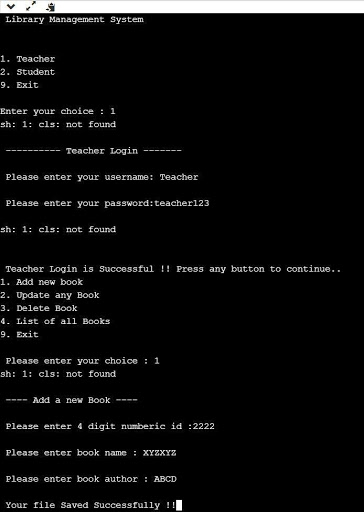 Library Management System
1. Teacher
2. Student
9. Exit
Enter your choice : 1
sh: 1: cls: not found
---------- Teacher Login -------
Please enter your username: Teacher
Please enter your password:teacher123
sh: 1: cls: not found
Teacher Login is Successful !! Press any button to continue..
1. Add new book
2. Update any Book
3. Delete Book
4. List of all Books
9. Exit
Please enter your choice : 1
sh: 1: cls: not found
---- Add a new Book ----
Please enter 4 digit numberic id :2222
Please enter book name : XYZXYZ
Please enter book author : ABCD
Your file Saved Successfully !!